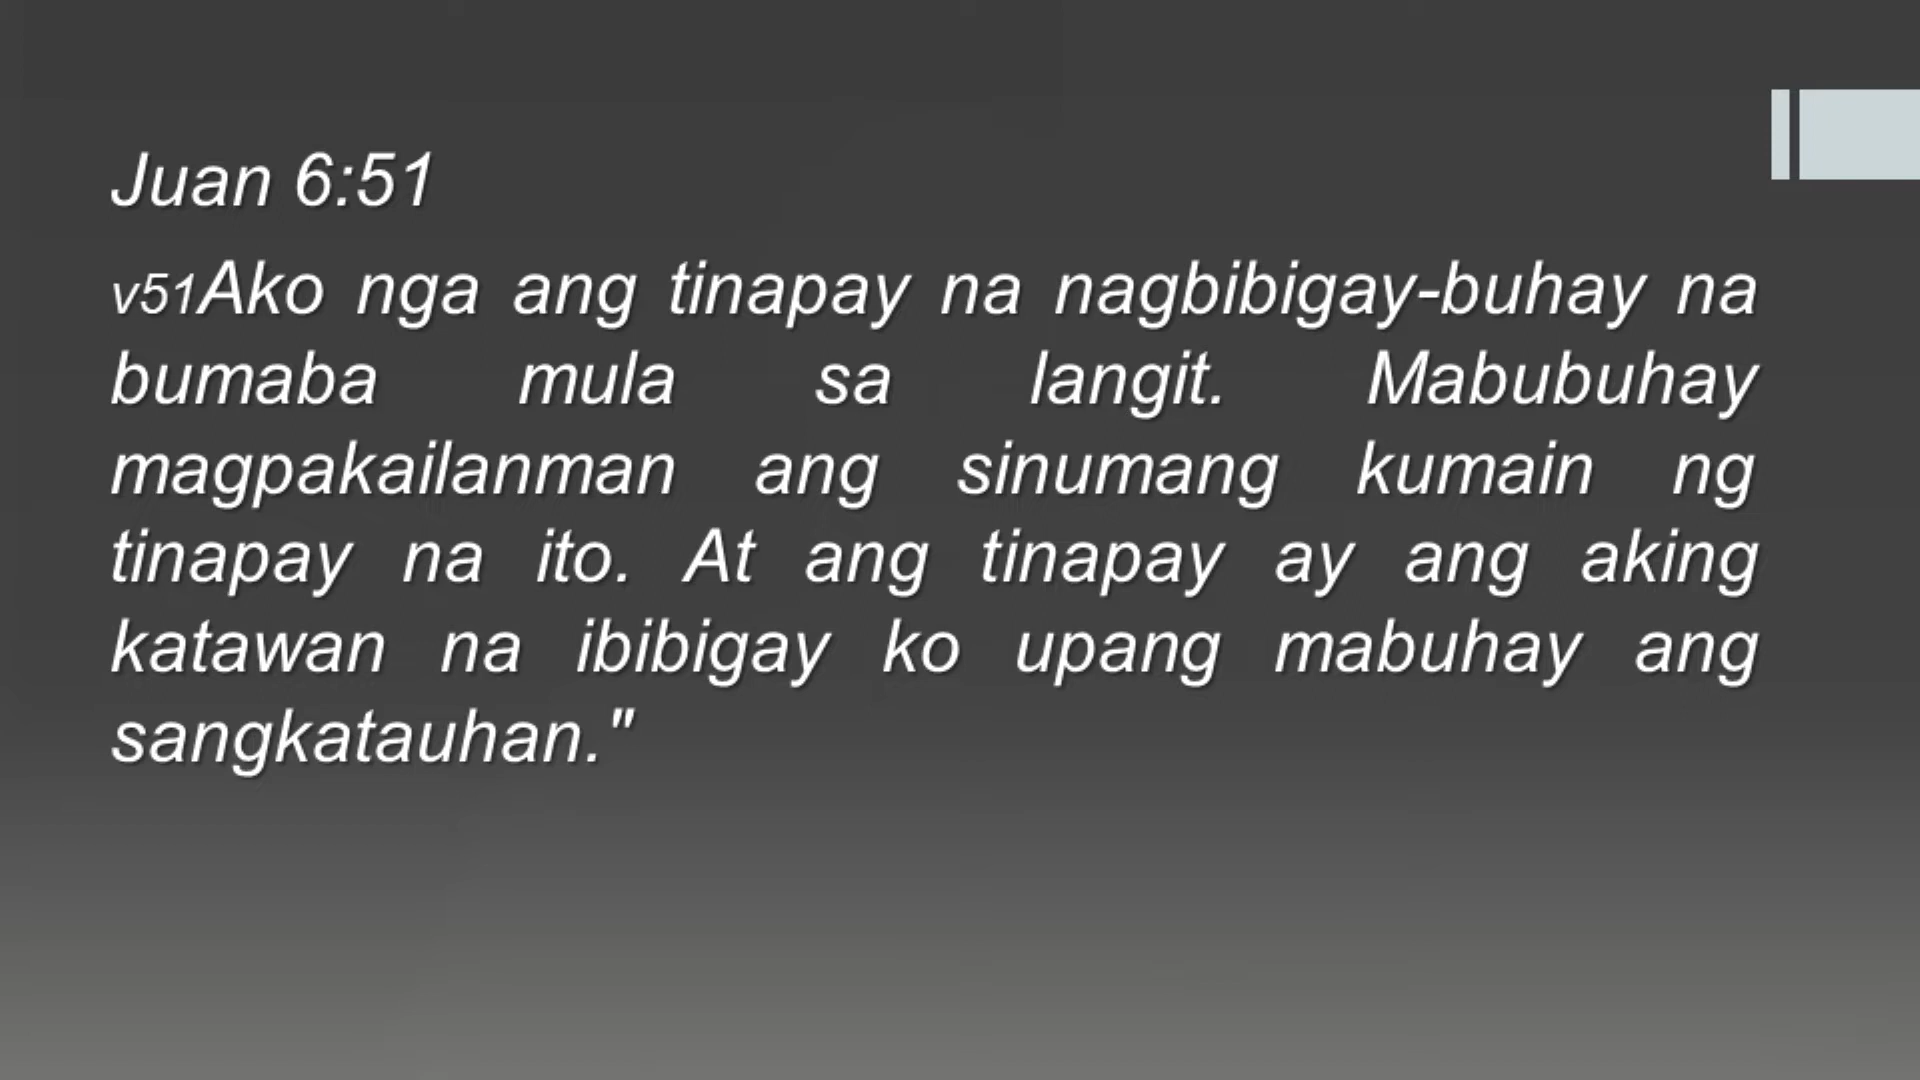 Juan 6:51
v51Ako nga ang tinapay na nagbibigay-buhay na
bumaba mula sa langit. Mabubuhay
magpakailanman ang sinumang kumain ng
tinapay na ito. At ang tinapay ay ang aking
katawan na ibibigay ko upang mabuhay ang
sangkatauhan."